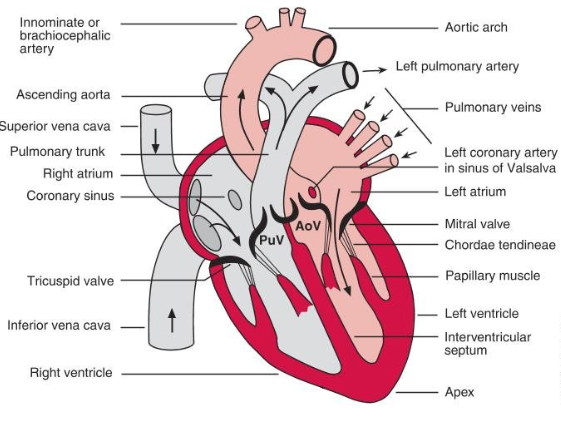 Innominate or
brachiocephalic
artery
Ascending aorta
Superior vena cava
Pulmonary trunk
Right atrium
Coronary sinus
Tricuspid valve
Inferior vena cava
Right ventricle
PuV
AoV
Aortic arch
Left pulmonary artery
Pulmonary veins
Left coronary artery
in sinus of Valsalva
Left atrium
Mitral valve
Chordae tendineae
Papillary muscle
Left ventricle
Interventricular
septum
Apex